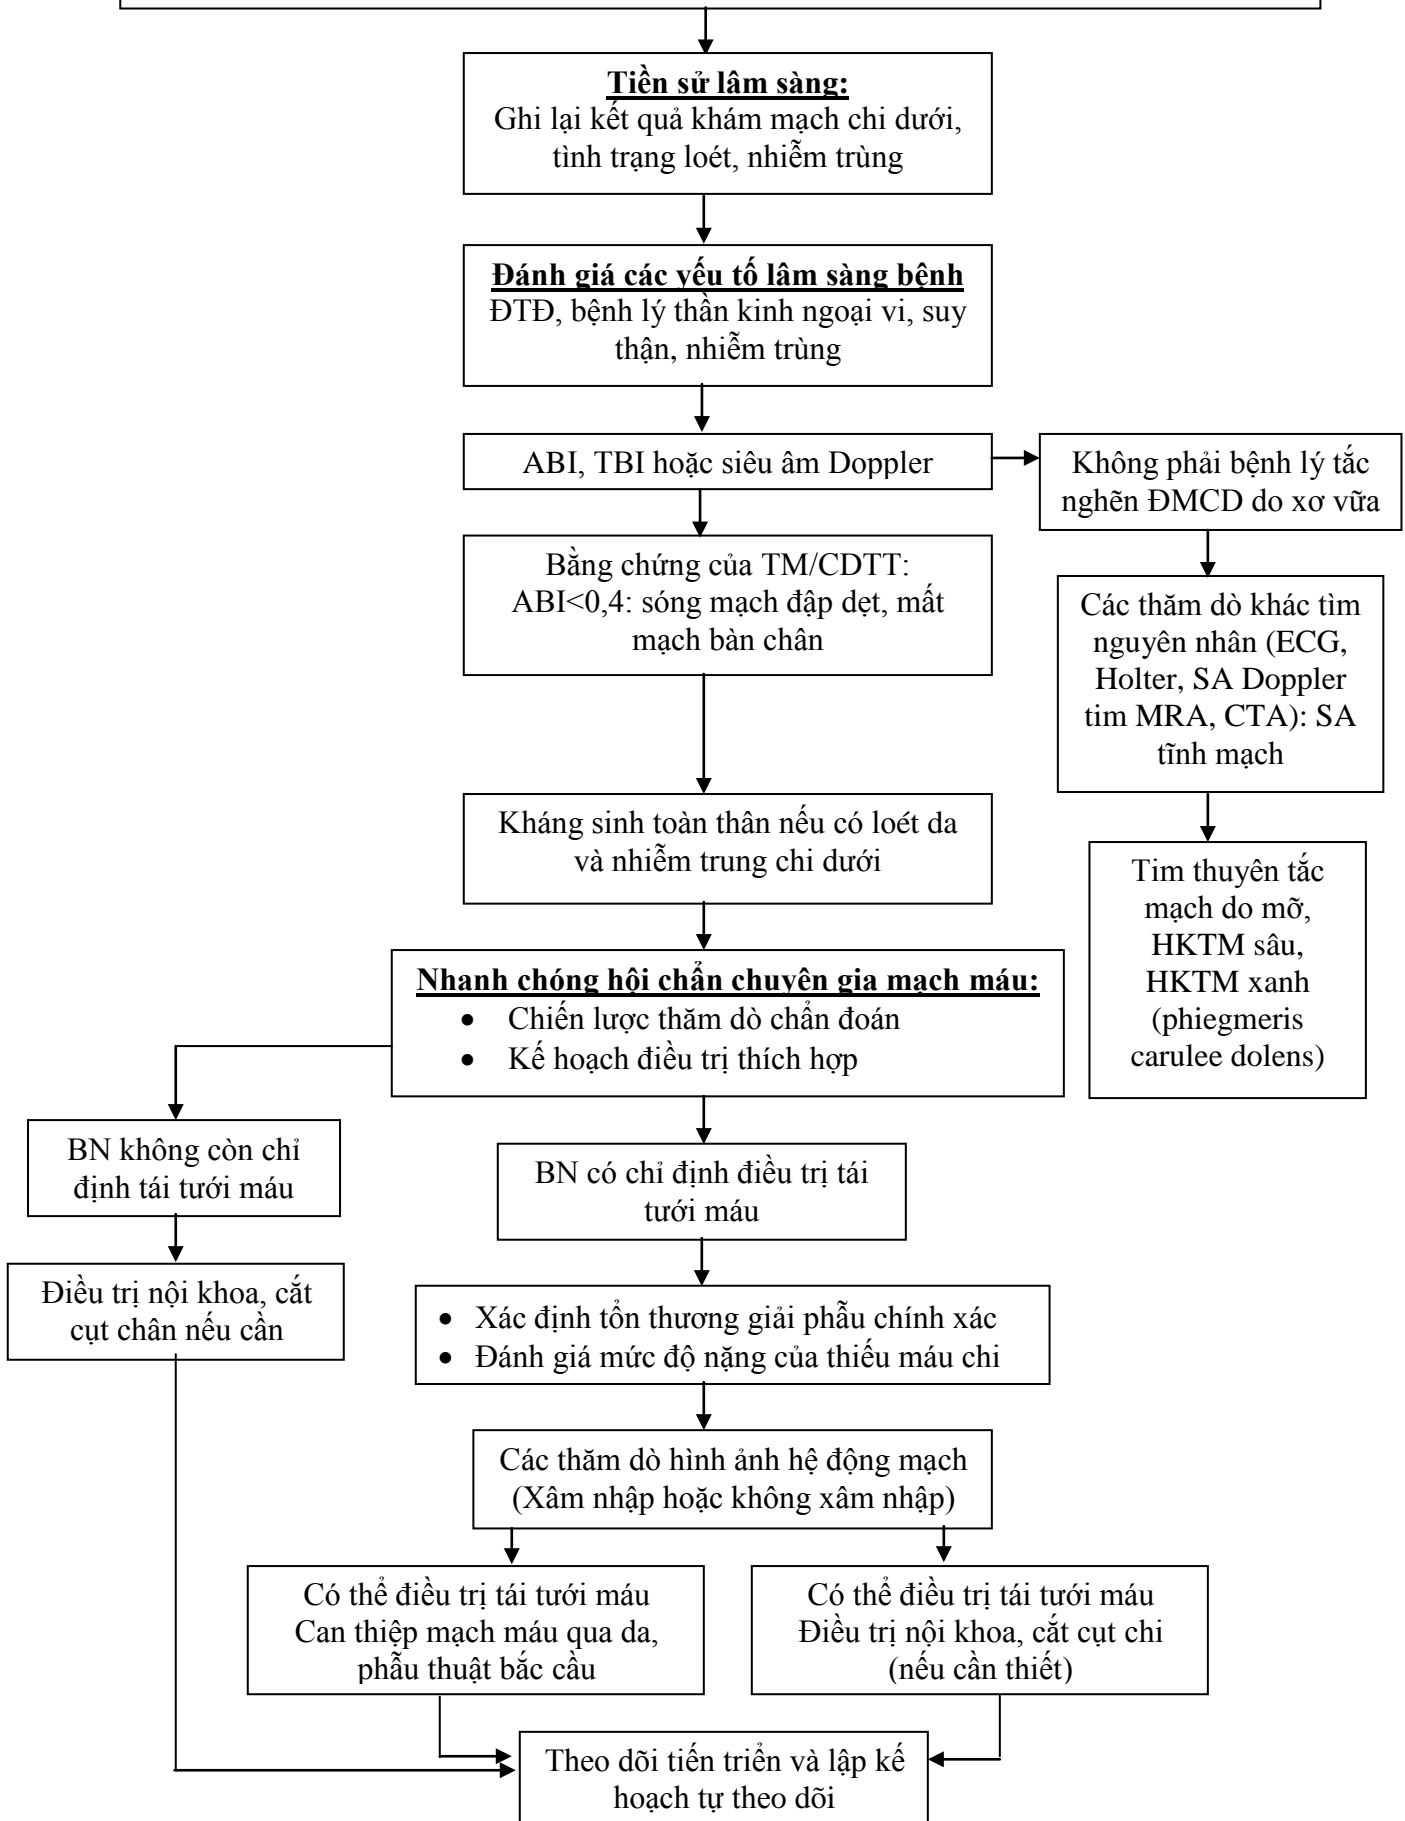 Tiền sử lâm sàng:
Ghi lại kết quả khám mạch chi dưới,
tình trạng loét, nhiễm trùng
Đánh giá các yếu tố lâm sàng bệnh
ĐTĐ, bệnh lý thần kinh ngoại vi, suy
thận, nhiễm trùng
ABI, TBI hoặc siêu âm Doppler
Không phải bệnh lý tắc
nghẽn ĐMCD do xơ vữa
Bằng chứng của TM/CDTT:
ABI<0,4: sóng mạch đập dẹt, mất
mạch bàn chân
Các thăm dò khác tìm
nguyên nhân (ECG,
Holter, SA Doppler
tim MRA, CTA): SA
tĩnh mạch
Kháng sinh toàn thân nếu có loét da
và nhiễm trung chi dưới
Tim thuyên tắc
mạch do mỡ,
HKTM sâu,
HKTM xanh
(phiegmeris
carulee dolens)
Nhanh chóng hội chẩn chuyên gia mạch máu:
• Chiến lược thăm dò chẩn đoán
• Kế hoạch điều trị thích hợp
BN không còn chỉ
định tái tưới máu
BN có chỉ định điều trị tái
tưới máu
Điều trị nội khoa, cắt
cụt chân nếu cần
• Xác định tổn thương giải phẫu chính xác
• Đánh giá mức độ nặng của thiếu máu chi
Các thăm dò hình ảnh hệ động mạch
(Xâm nhập hoặc không xâm nhập)
Có thể điều trị tái tưới máu
Can thiệp mạch máu qua da,
phẫu thuật bắc cầu
Có thể điều trị tái tưới máu
Điều trị nội khoa, cắt cụt chi
(nếu cần thiết)
Theo dõi tiến triển và lập kế
hoạch tự theo dõi